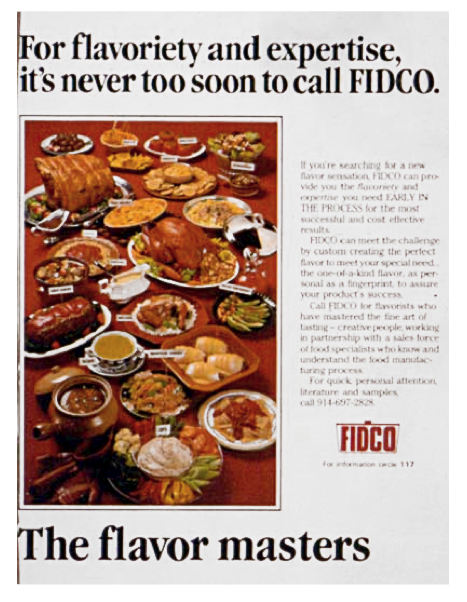 For flavoriety and expertise,
it's never too soon to call FIDCO.
If you're searching for a new
flavor sensation, FIDCO can pro-
vide you the flavoriety and
expertise you need EARLY IN
THE PROCESS for the most
successful and cost effective
results.
FIDCO can meet the challenge
by custom creating the perfect
flavor to meet your special need...
the one-of-a-kind flavor, as per-
sonal as a fingerprint, to assure
your product's success.
Call FIDCO for flavorists who
have mastered the fine art of
tasting – creative people, working
in partnership with a sales force
of food specialists who know and
understand the food manufac-
turing process.
For quick, personal attention,
literature and samples,
call 914-697-2828.
FIDCO
For information circle 117
The flavor masters